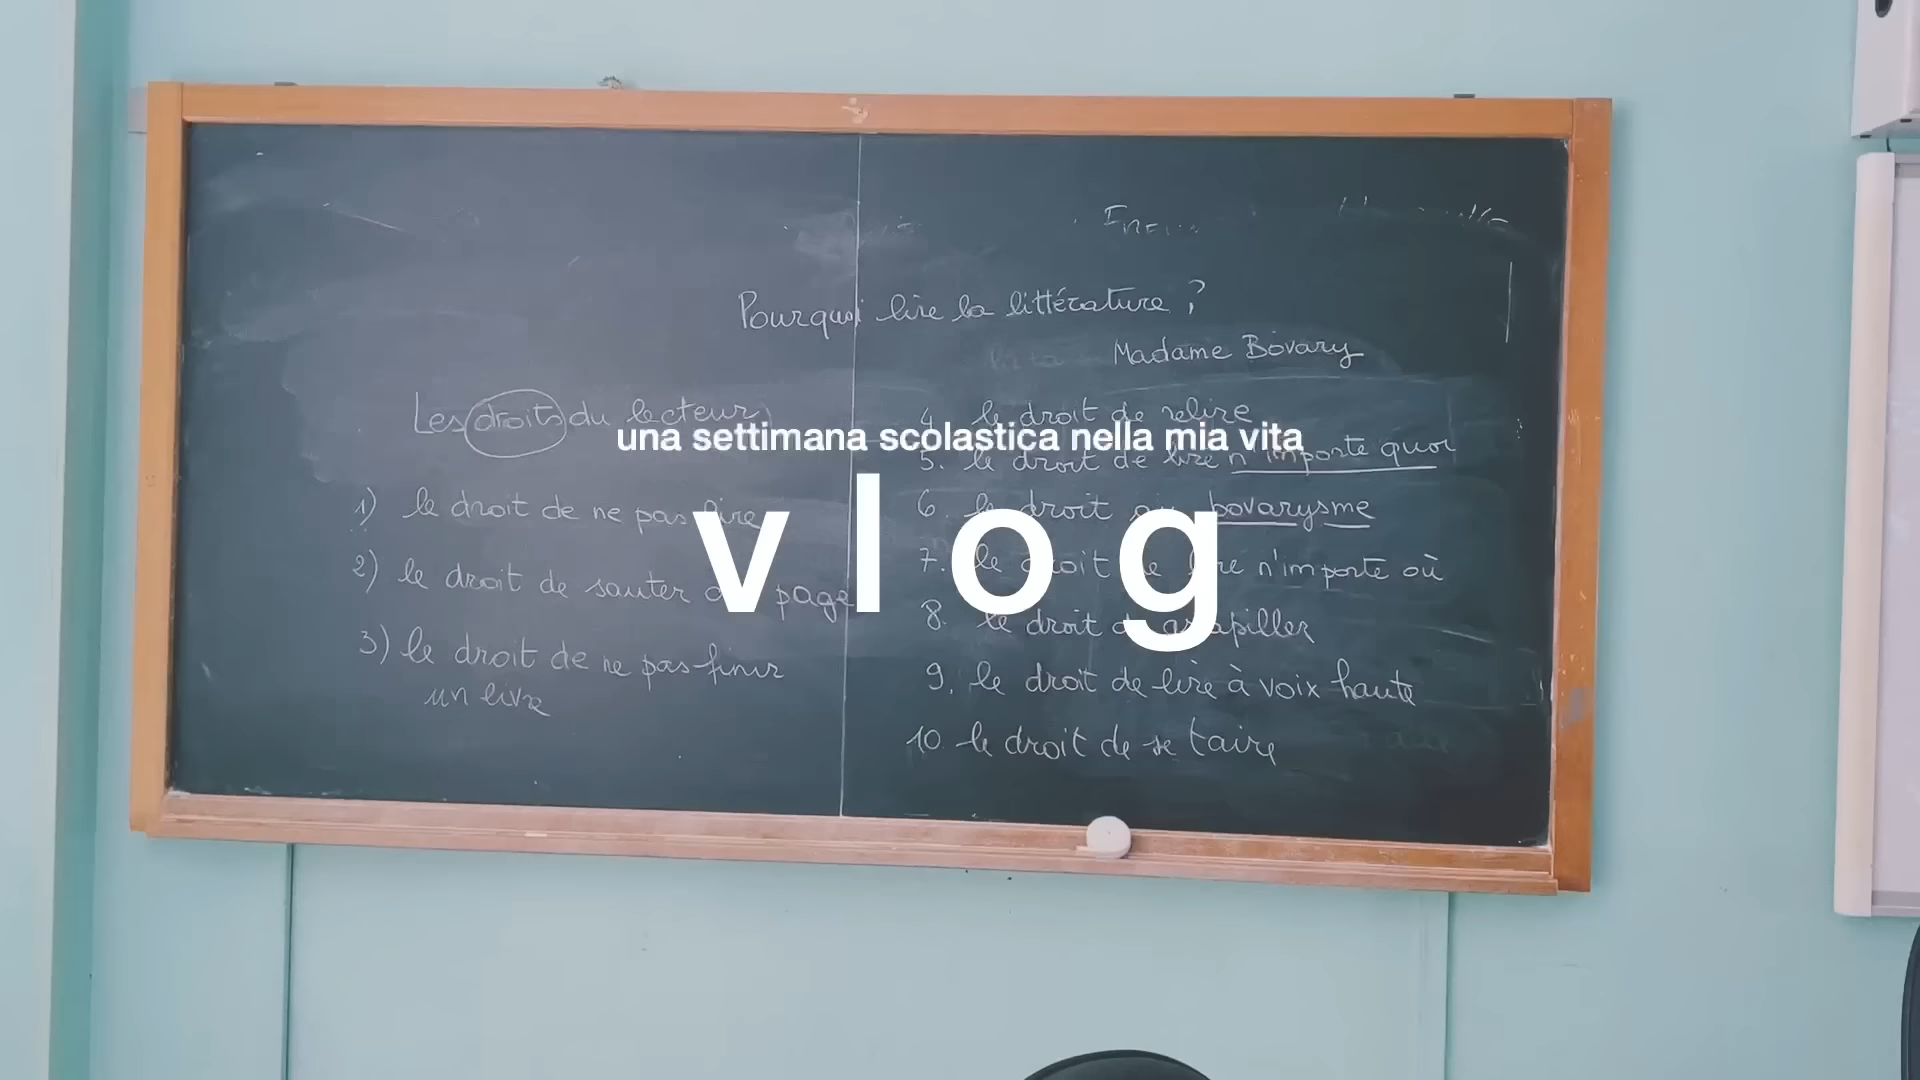 Pourquoi lire la littérature ?
Madame Bovary
Les droits du lecteur
1) le droit de ne pas lire
2) le droit de sauter page
3) le droit de ne pas finir
un livre
4. le droit de relire
5. le droit de lire n'importe quoi
6. le droit au bovarysme
7. le droit de lire n'importe où
8. le droit de
9. le droit de lire à voix haute
10. le droit de se taire
una settimana scolastica nella mia vita
vlog